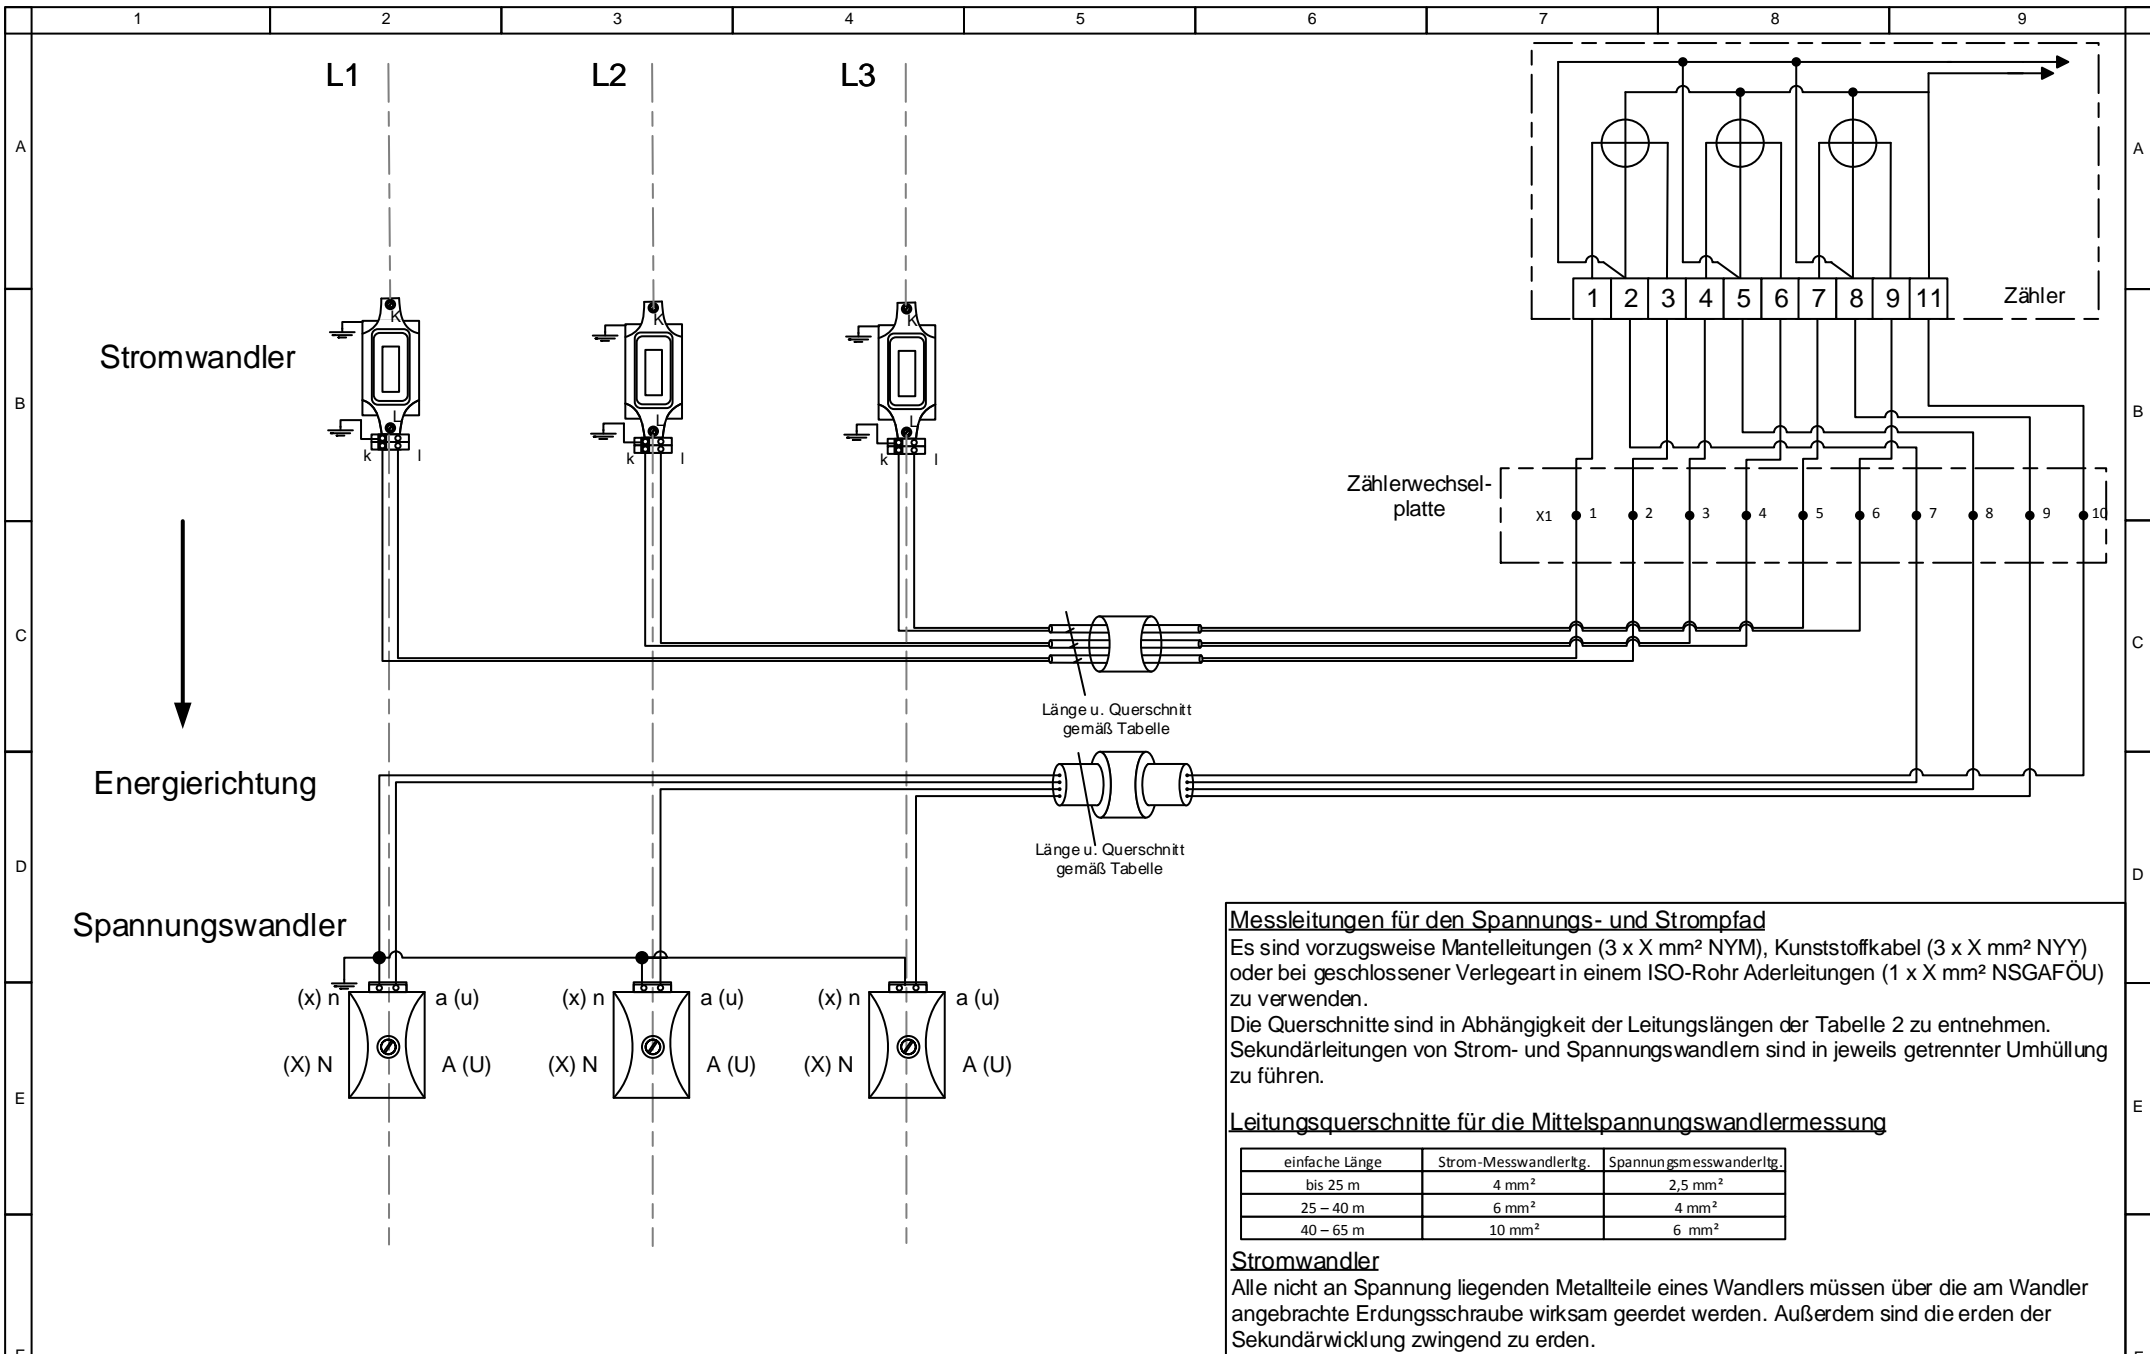 1 2 3 4 5 6 7 8 9
L1 L2 L3
A A
K K K
1 2 3 4 5 6 7 8 9 11 Zähler
Stromwandler
B B
L L L
k l k l k l
Zählerwechsel-
platte
X1 1 2 3 4 5 6 7 8 9 10
C C
Länge u. Querschnitt
gemäß Tabelle
Energierichtung
Länge u. Querschnitt
gemäß Tabelle
D D
Spannungswandler
(x) n a (u) (x) n a (u) (x) n a (u)
(X) N A (U) (X) N A (U) (X) N A (U)
E E
Messleitungen für den Spannungs- und Strompfad
Es sind vorzugsweise Mantelleitungen (3 x X mm² NYM), Kunststoffkabel (3 x X mm² NYY)
oder bei geschlossener Verlegeart in einem ISO-Rohr Aderleitungen (1 x X mm² NSGAFÖU)
zu verwenden.
Die Querschnitte sind in Abhängigkeit der Leitungslängen der Tabelle 2 zu entnehmen.
Sekundärleitungen von Strom- und Spannungswandlern sind in jeweils getrennter Umhüllung
zu führen.
Leitungsquerschnitte für die Mittelspannungswandlermessung
einfache Länge Strom-Messwandlerltg. Spannungsmesswanderltg.
bis 25 m 4 mm² 2,5 mm²
25 – 40 m 6 mm² 4 mm²
40 – 65 m 10 mm² 6 mm²
Stromwandler
Alle nicht an Spannung liegenden Metallteile eines Wandlers müssen über die am Wandler
angebrachte Erdungsschraube wirksam geerdet werden. Außerdem sind die erden der
Sekundärwicklung zwingend zu erden.